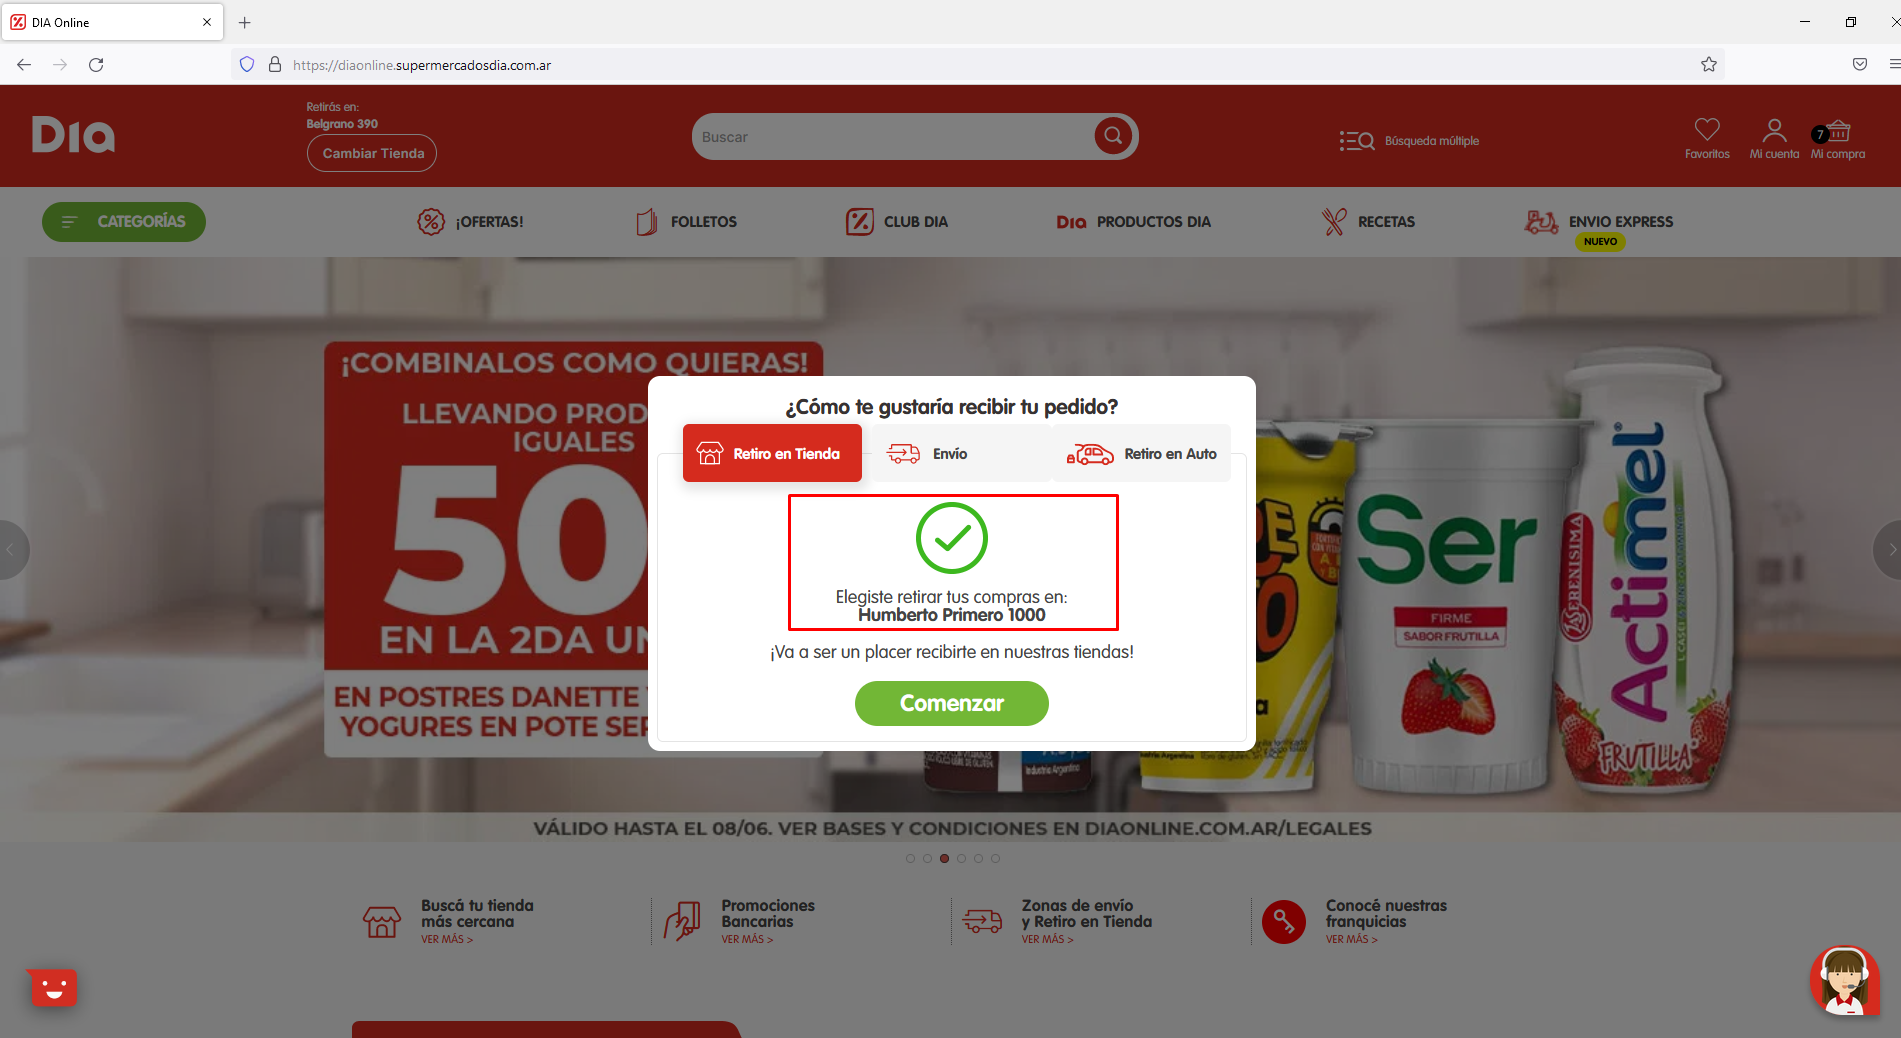 DIA Online
https://diaonline.supermercadosdia.com.ar
Dia
Retirás en:
Belgrano 390
Cambiar Tienda
Buscar
Búsqueda múltiple
Favoritos
Mi cuenta
7
Mi compra
CATEGORÍAS
¡OFERTAS!
FOLLETOS
CLUB DIA
Dia PRODUCTOS DIA
RECETAS
ENVIO EXPRESS
NUEVO
¡COMBINALOS COMO QUIERAS!
LLEVANDO PROD
IGUALES
50
EN LA 2DA UN
EN POSTRES DANETTE Y
YOGURES EN POTE SER
¿Cómo te gustaría recibir tu pedido?
Retiro en Tienda
Envío
Retiro en Auto
Elegiste retirar tus compras en:
Humberto Primero 1000
¡Va a ser un placer recibirte en nuestras tiendas!
Comenzar
Ser
FIRME
SABOR FRUTILLA
LA SERENISIMA
Actimel
FRUTILLA
Industria Argentina
VÁLIDO HASTA EL 08/06. VER BASES Y CONDICIONES EN DIAONLINE.COM.AR/LEGALES
Buscá tu tienda
más cercana
VER MÁS >
Promociones
Bancarias
VER MÁS >
Zonas de envío
y Retiro en Tienda
VER MÁS >
Conocé nuestras
franquicias
VER MÁS >